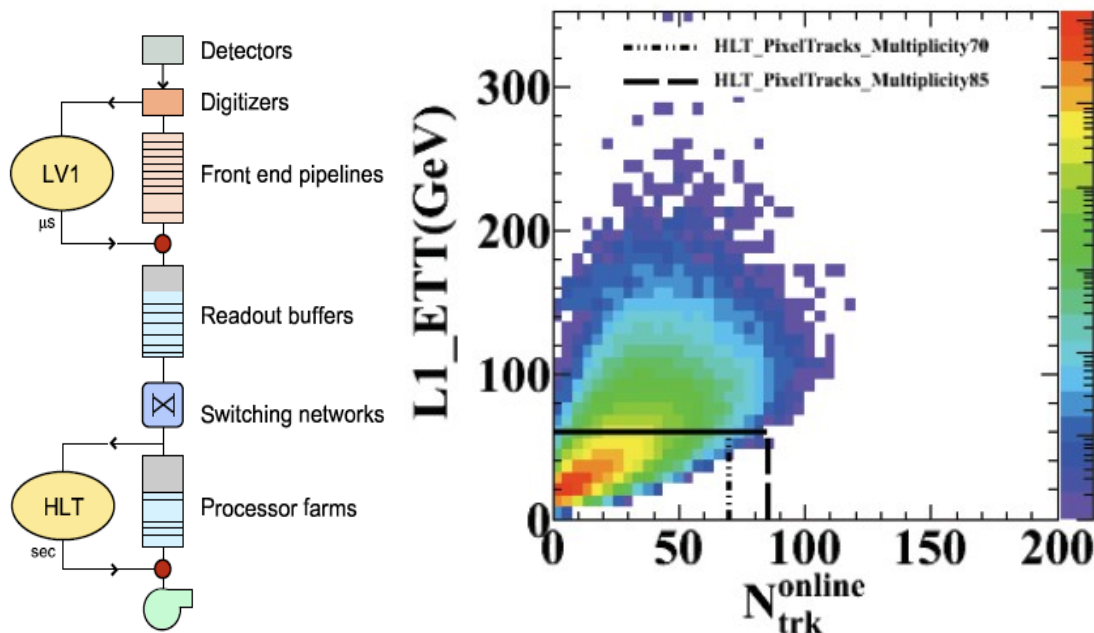 Detectors
Digitizers
LV1
Front end pipelines
μs
Readout buffers
Switching networks
HLT
Processor farms
sec
HLT_PixelTracks_Multiplicity70
HLT_PixelTracks_Multiplicity85
L1_ETT(GeV)
300
200
100
0
0 50 100 150 200
N_trk^online